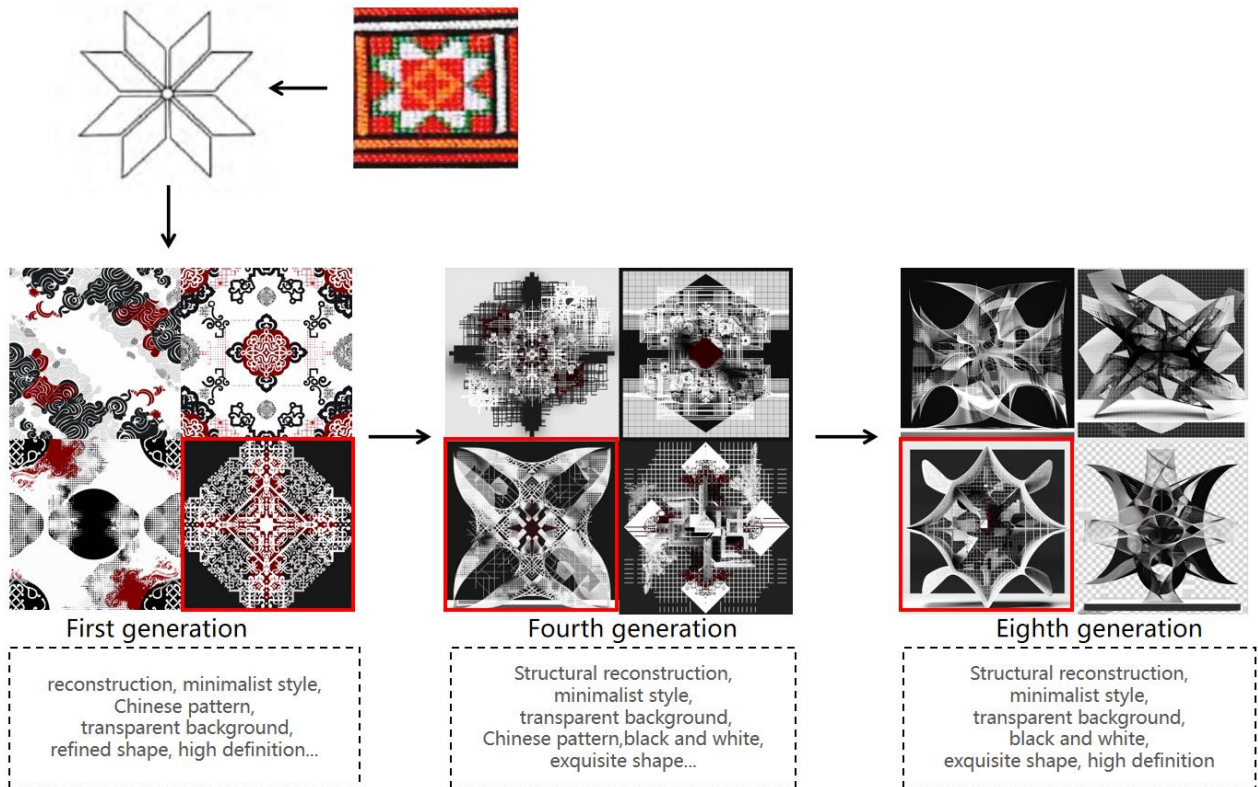 First generation
Fourth generation
Eighth generation
reconstruction, minimalist style,
Chinese pattern,
transparent background,
refined shape, high definition...
Structural reconstruction,
minimalist style,
transparent background,
Chinese pattern,black and white,
exquisite shape...
Structural reconstruction,
minimalist style,
transparent background,
black and white,
exquisite shape, high definition